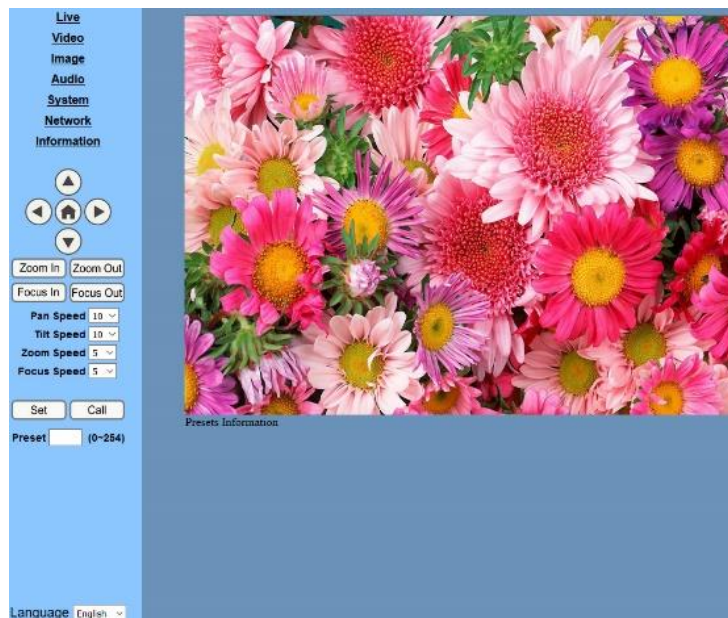 Live
Video
Image
Audio
System
Network
Information
Zoom In Zoom Out
Focus In Focus Out
Pan Speed 10
Tilt Speed 10
Zoom Speed 5
Focus Speed 5
Set Call
Preset (0~254)
Presets Information
Language English